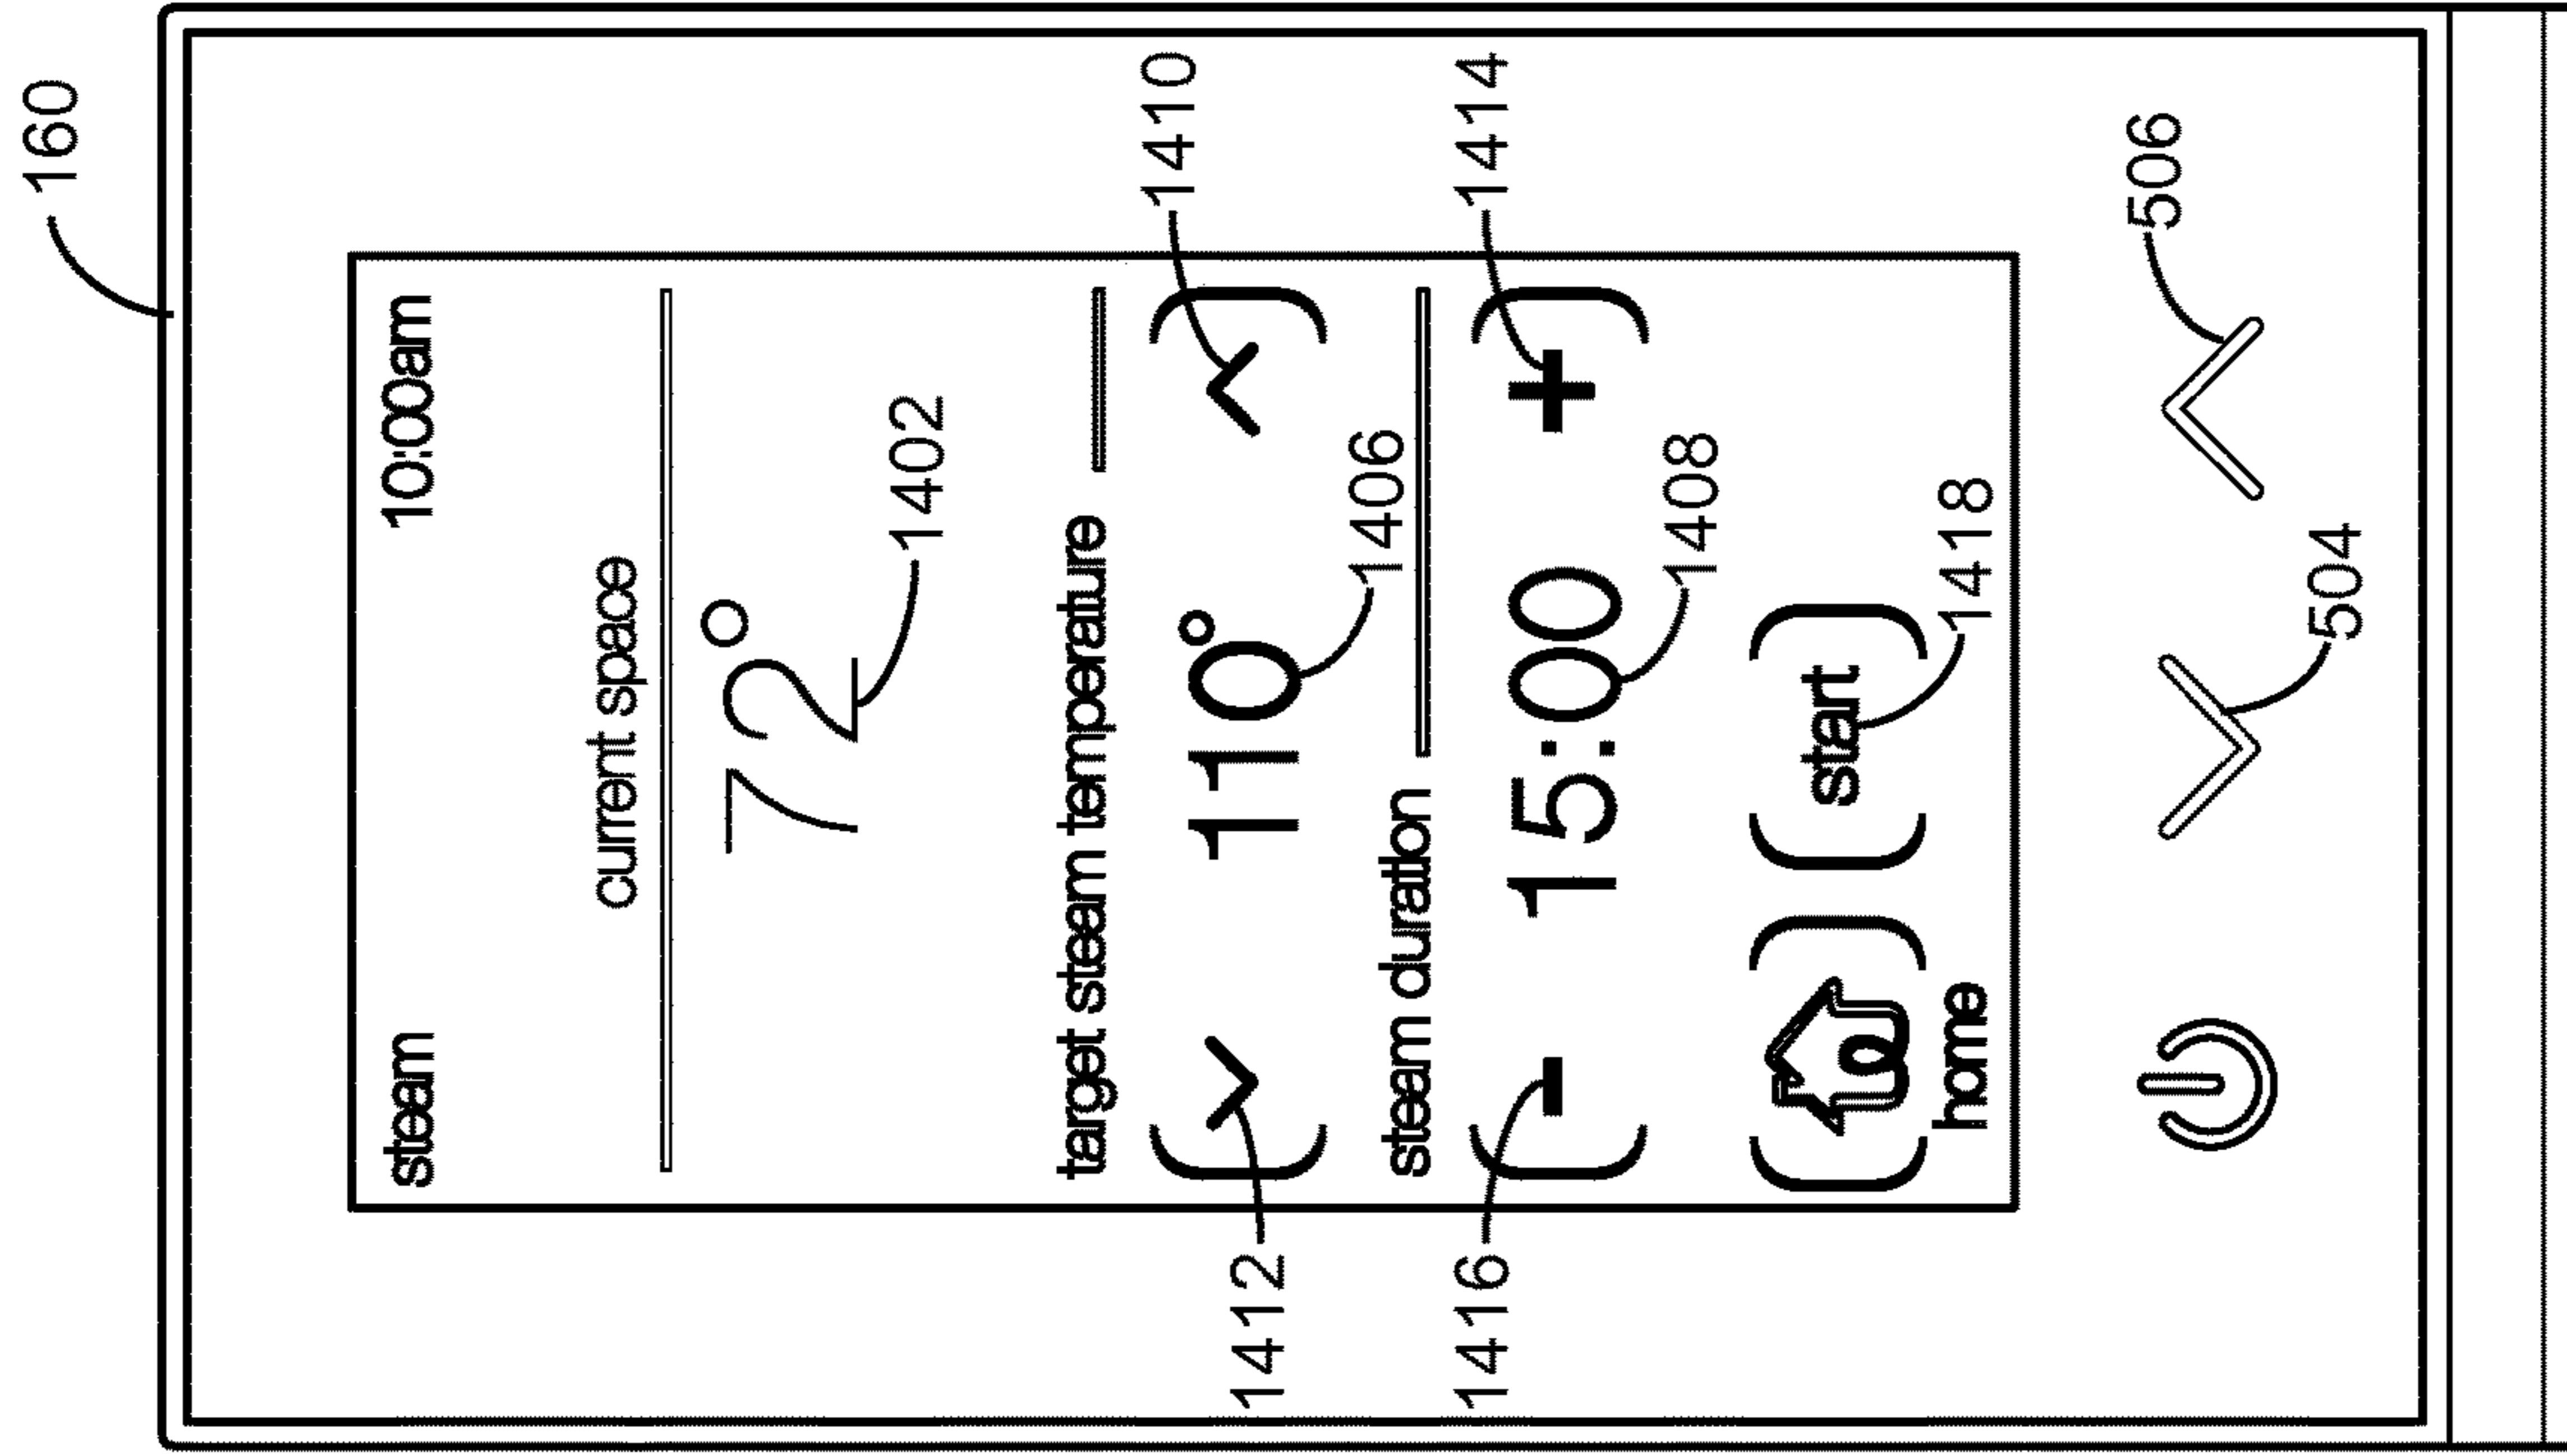 160
steam 10:00am
current space
72°
1402
target steam temperature
1412 110° 1410
1406
steam duration
1416 - 15:00 + 1414
1408
start
1418
home
506
504